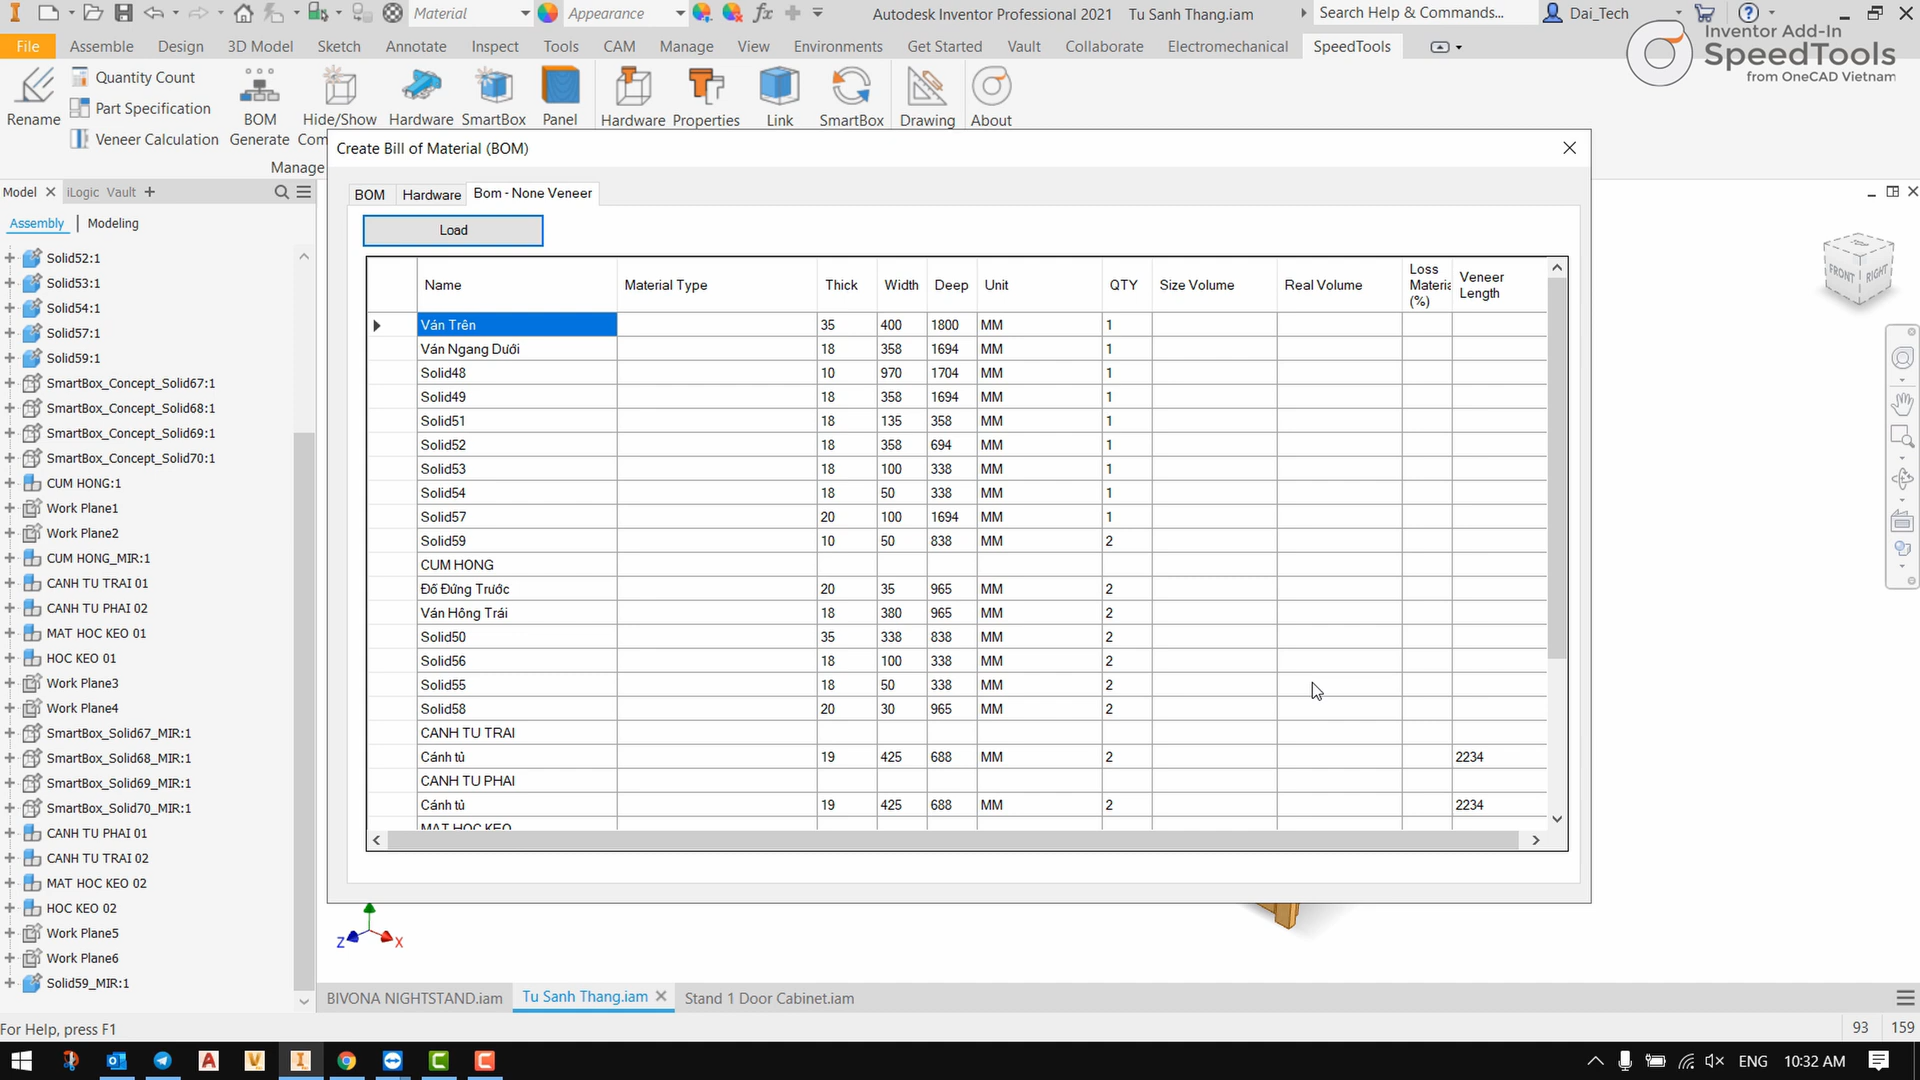 Material
Appearance
fx
Autodesk Inventor Professional 2021 Tu Sanh Thang.iam
Search Help & Commands...
Dai_Tech
File Assemble Design 3D Model Sketch Annotate Inspect Tools CAM Manage View Environments Get Started Vault Collaborate Electromechanical SpeedTools
Inventor Add-In
SpeedTools
from OneCAD Vietnam
Quantity Count
Part Specification
Veneer Calculation
Rename
BOM
Generate
Hide/Show
Com
Hardware SmartBox Panel
Hardware Properties Link SmartBox Drawing About
Manage
Create Bill of Material (BOM)
BOM Hardware Bom - None Veneer
Load
Name Material Type Thick Width Deep Unit QTY Size Volume Real Volume Loss Materia (%) Veneer Length
Ván Trên 35 400 1800 MM 1
Ván Ngang Dưới 18 358 1694 MM 1
Solid48 10 970 1704 MM 1
Solid49 18 358 1694 MM 1
Solid51 18 135 358 MM 1
Solid52 18 358 694 MM 1
Solid53 18 100 338 MM 1
Solid54 18 50 338 MM 1
Solid57 20 100 1694 MM 1
Solid59 10 50 838 MM 2
CUM HONG
Đố Đứng Trước 20 35 965 MM 2
Ván Hông Trái 18 380 965 MM 2
Solid50 35 338 838 MM 2
Solid56 18 100 338 MM 2
Solid55 18 50 338 MM 2
Solid58 20 30 965 MM 2
CANH TU TRAI
Cánh tủ 19 425 688 MM 2 2234
CANH TU PHAI
Cánh tủ 19 425 688 MM 2 2234
MAT HOC KEO
Model iLogic Vault
Assembly Modeling
Solid52:1
Solid53:1
Solid54:1
Solid57:1
Solid59:1
SmartBox_Concept_Solid67:1
SmartBox_Concept_Solid68:1
SmartBox_Concept_Solid69:1
SmartBox_Concept_Solid70:1
CUM HONG:1
Work Plane1
Work Plane2
CUM HONG_MIR:1
CANH TU TRAI 01
CANH TU PHAI 02
MAT HOC KEO 01
HOC KEO 01
Work Plane3
Work Plane4
SmartBox_Solid67_MIR:1
SmartBox_Solid68_MIR:1
SmartBox_Solid69_MIR:1
SmartBox_Solid70_MIR:1
CANH TU PHAI 01
CANH TU TRAI 02
MAT HOC KEO 02
HOC KEO 02
Work Plane5
Work Plane6
Solid59_MIR:1
FRONT RIGHT
Z X
BIVONA NIGHTSTAND.iam Tu Sanh Thang.iam Stand 1 Door Cabinet.iam
For Help, press F1
93 159
ENG 10:32 AM